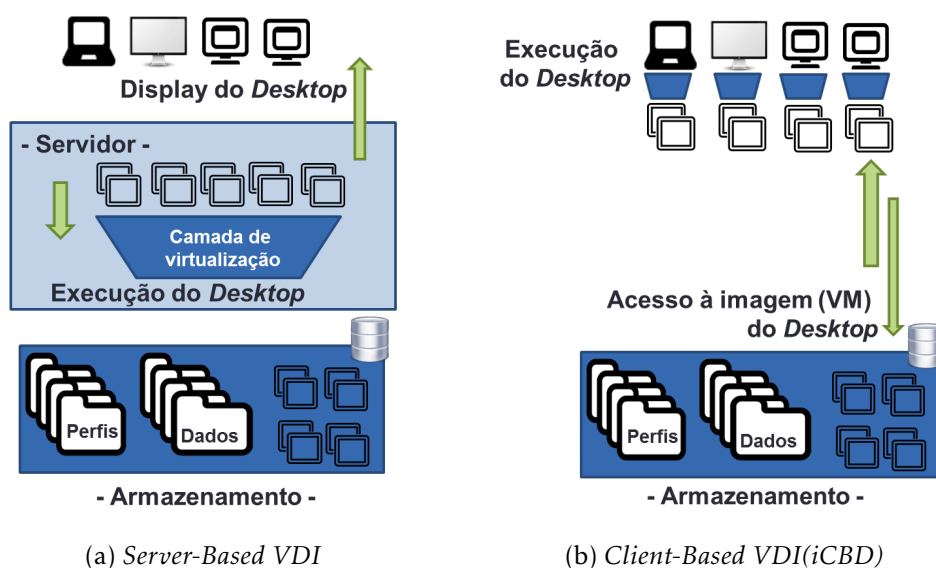 Display do Desktop
- Servidor -
Camada de
virtualização
Execução do Desktop
Perfis
Dados
- Armazenamento -
(a) Server-Based VDI
Execução
do Desktop
Acesso à imagem (VM)
do Desktop
Perfis
Dados
- Armazenamento -
(b) Client-Based VDI(iCBD)